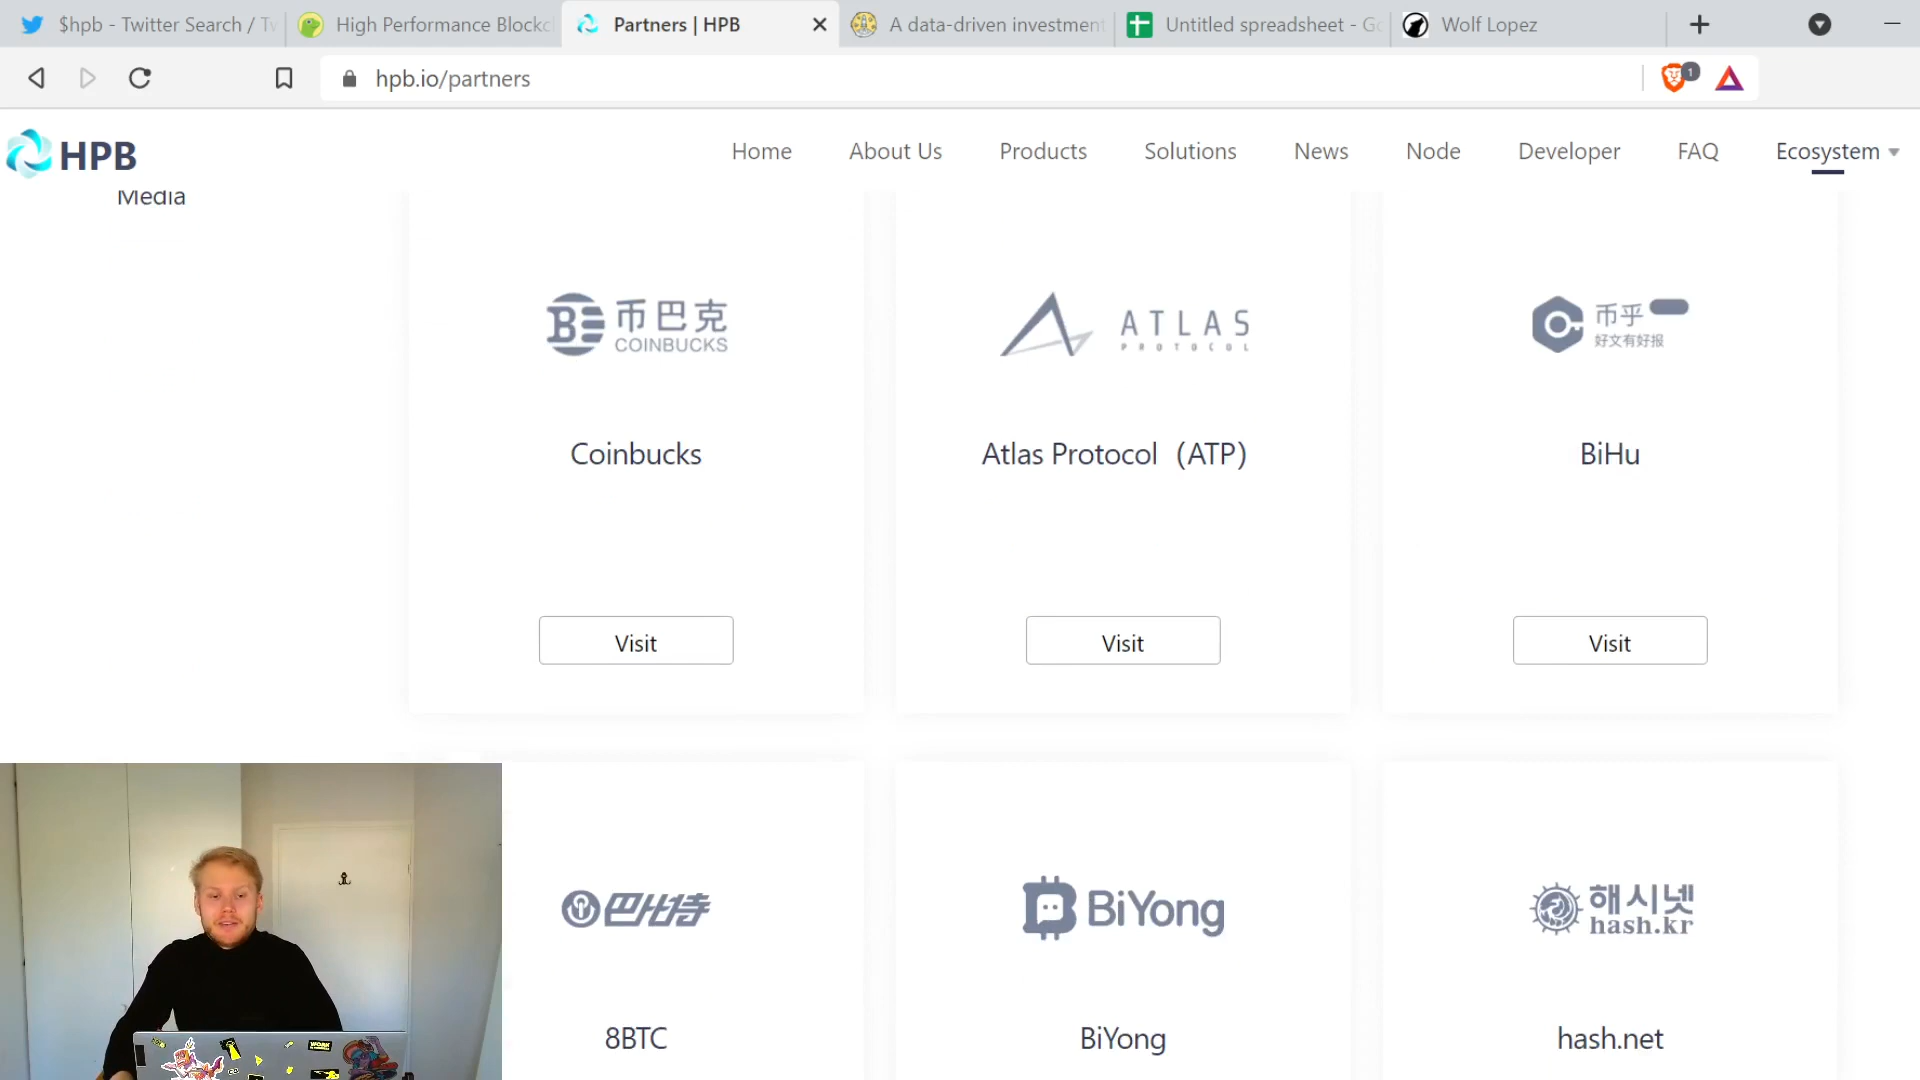 $hpb - Twitter Search / Tw
High Performance Blockc
Partners | HPB
A data-driven investment
Untitled spreadsheet - Go
Wolf Lopez
hpb.io/partners
1
HPB
Home
About Us
Products
Solutions
News
Node
Developer
FAQ
Ecosystem
Media
币巴克
COINBUCKS
ATLAS
PROTOCOL
币乎
好文有好报
Coinbucks
Atlas Protocol（ATP）
BiHu
Visit
Visit
Visit
巴比特
BiYong
해시넷
hash.kr
8BTC
BiYong
hash.net